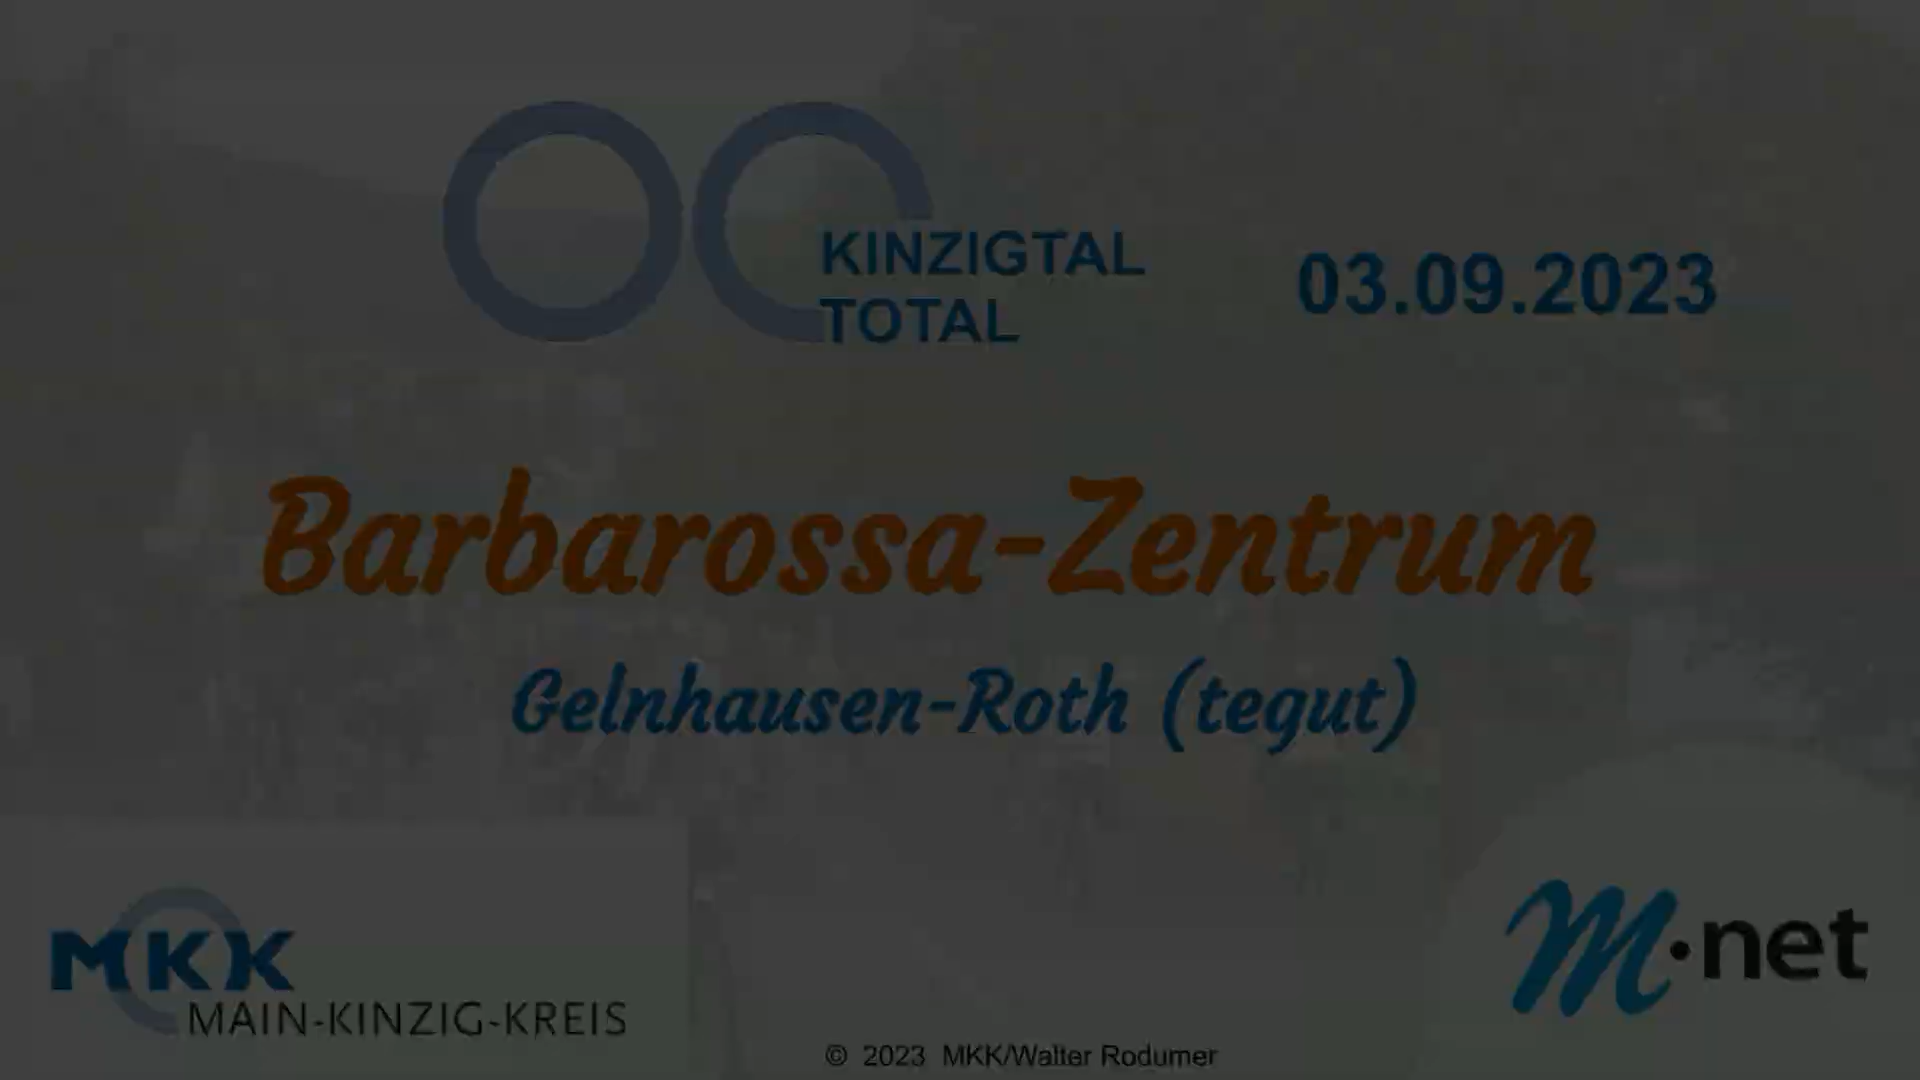 KINZIGTAL
TOTAL
03.09.2023
Barbarossa-Zentrum
Gelnhausen-Roth (tegut)
MKK
MAIN-KINZIG-KREIS
M·net
© 2023 MKK/Walter Rodumer